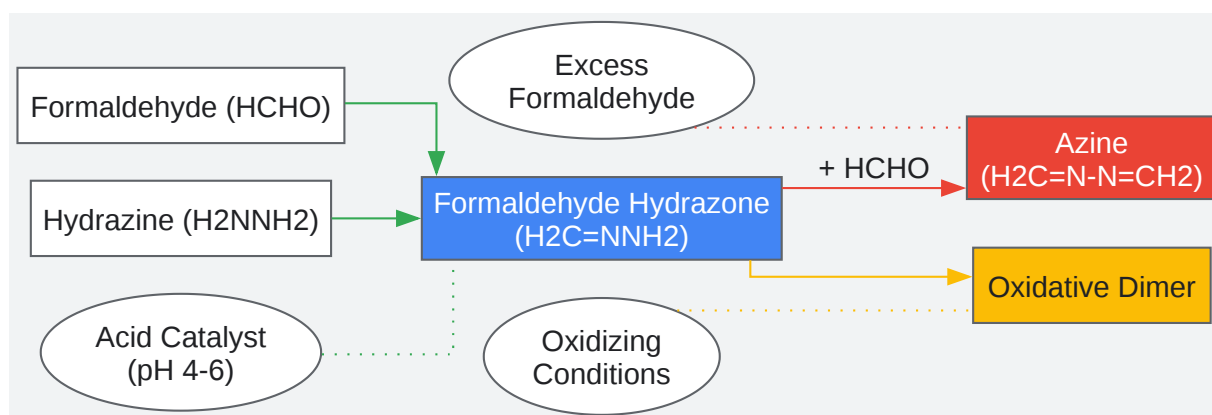 Excess
Formaldehyde
Formaldehyde (HCHO)
Azine
(H2C=N-N=CH2)
+ HCHO
Hydrazine (H2NNH2)
Formaldehyde Hydrazone
(H2C=NNH2)
Oxidative Dimer
Acid Catalyst
(pH 4-6)
Oxidizing
Conditions